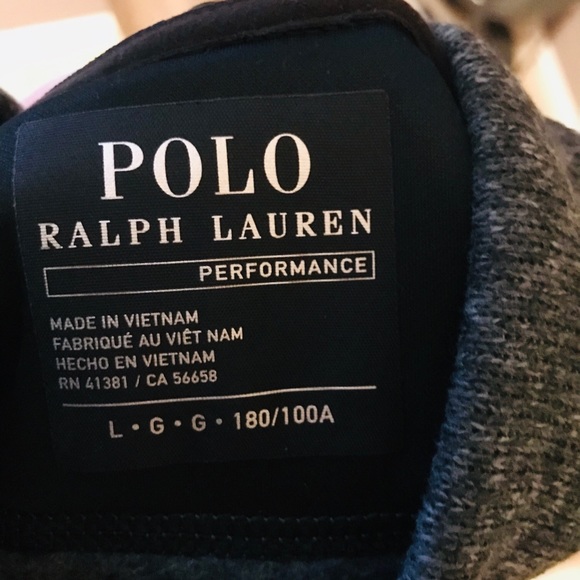 POLO
RALPH LAUREN
PERFORMANCE
MADE IN VIETNAM
FABRIQUÉ AU VIÊT NAM
HECHO EN VIETNAM
RN 41381 / CA 56658
L • G • G • 180/100A